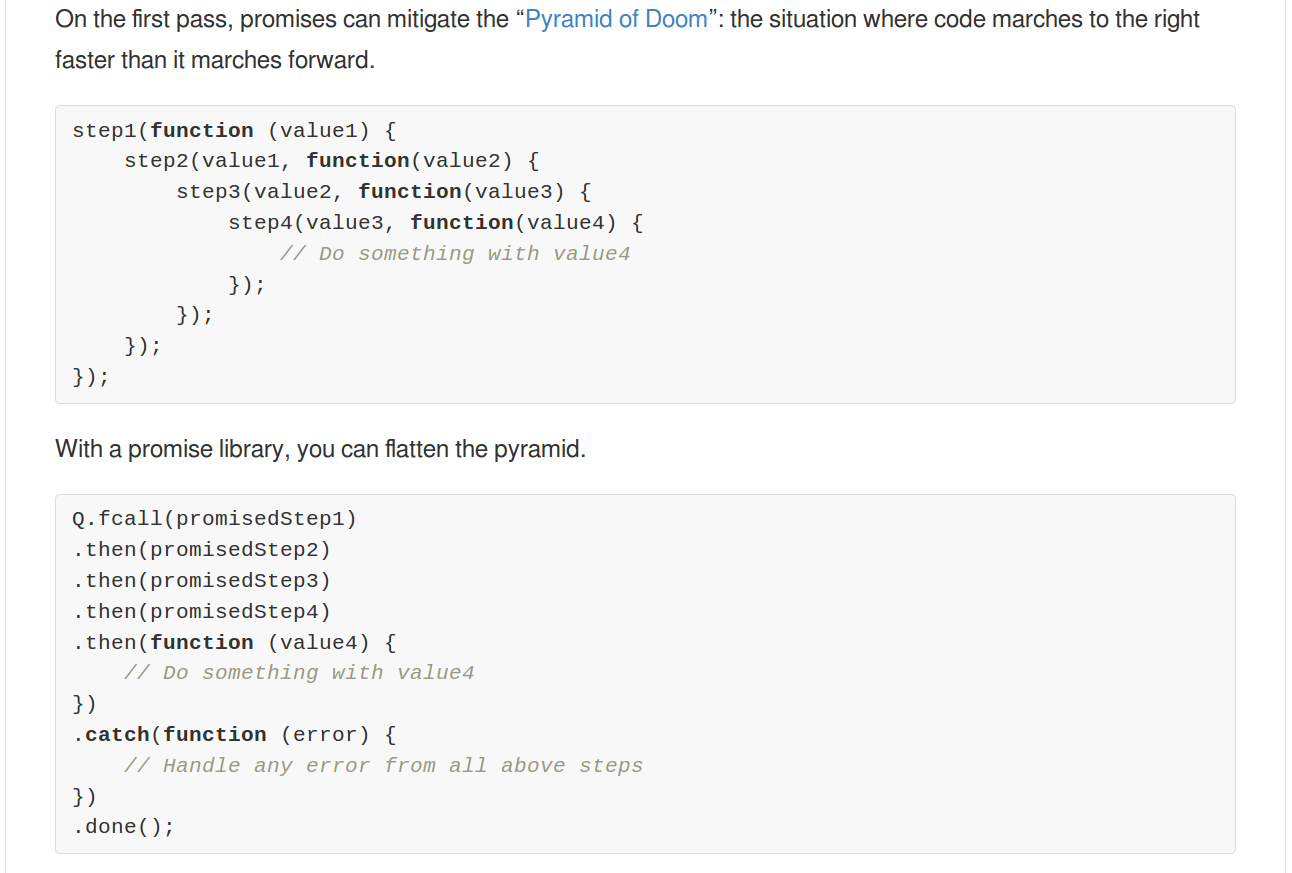 On the first pass, promises can mitigate the “Pyramid of Doom”: the situation where code marches to the right
faster than it marches forward.
step1(function (value1) {
    step2(value1, function(value2) {
        step3(value2, function(value3) {
            step4(value3, function(value4) {
                // Do something with value4
            });
        });
    });
});
With a promise library, you can flatten the pyramid.
Q.fcall(promisedStep1)
.then(promisedStep2)
.then(promisedStep3)
.then(promisedStep4)
.then(function (value4) {
    // Do something with value4
})
.catch(function (error) {
    // Handle any error from all above steps
})
.done();